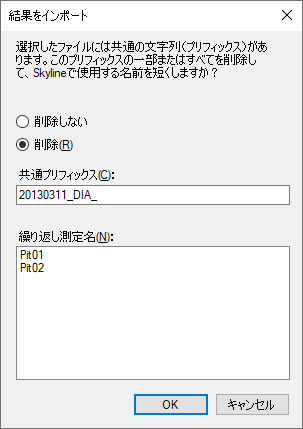 結果をインポート
選択したファイルには共通の文字列(プリフィックス)があ
ります。このプリフィックスの一部またはすべてを削除し
て、Skylineで使用する名前を短くしますか？
削除しない
削除(R)
共通プリフィックス(C):
20130311_DIA_
繰り返し測定名(N):
Pit01
Pit02
OK
キャンセル